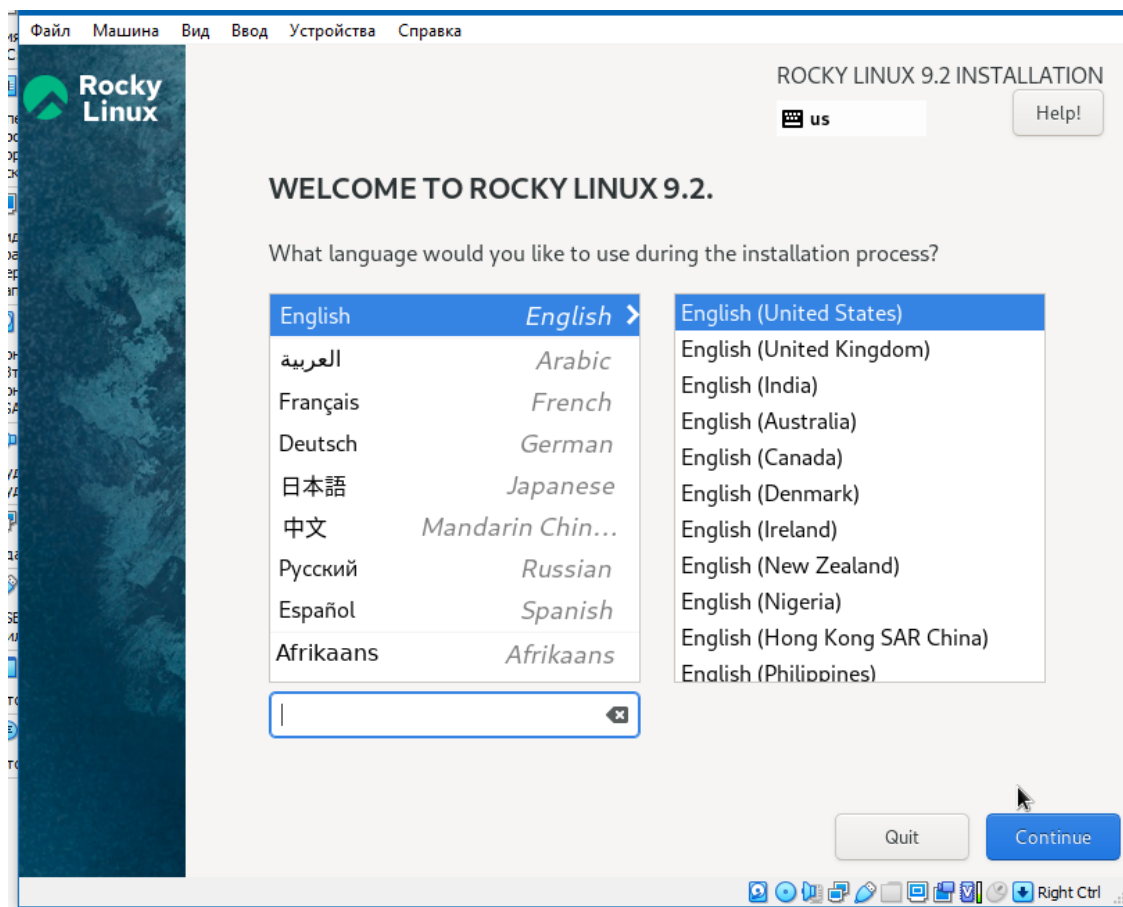 Файл Машина Вид Ввод Устройства Справка
Rocky
Linux
ROCKY LINUX 9.2 INSTALLATION
us
Help!
WELCOME TO ROCKY LINUX 9.2.
What language would you like to use during the installation process?
English English
العربية Arabic
Français French
Deutsch German
日本語 Japanese
中文 Mandarin Chin...
Русский Russian
Español Spanish
Afrikaans Afrikaans
English (United States)
English (United Kingdom)
English (India)
English (Australia)
English (Canada)
English (Denmark)
English (Ireland)
English (New Zealand)
English (Nigeria)
English (Hong Kong SAR China)
English (Philippines)
Quit
Continue
Right Ctrl